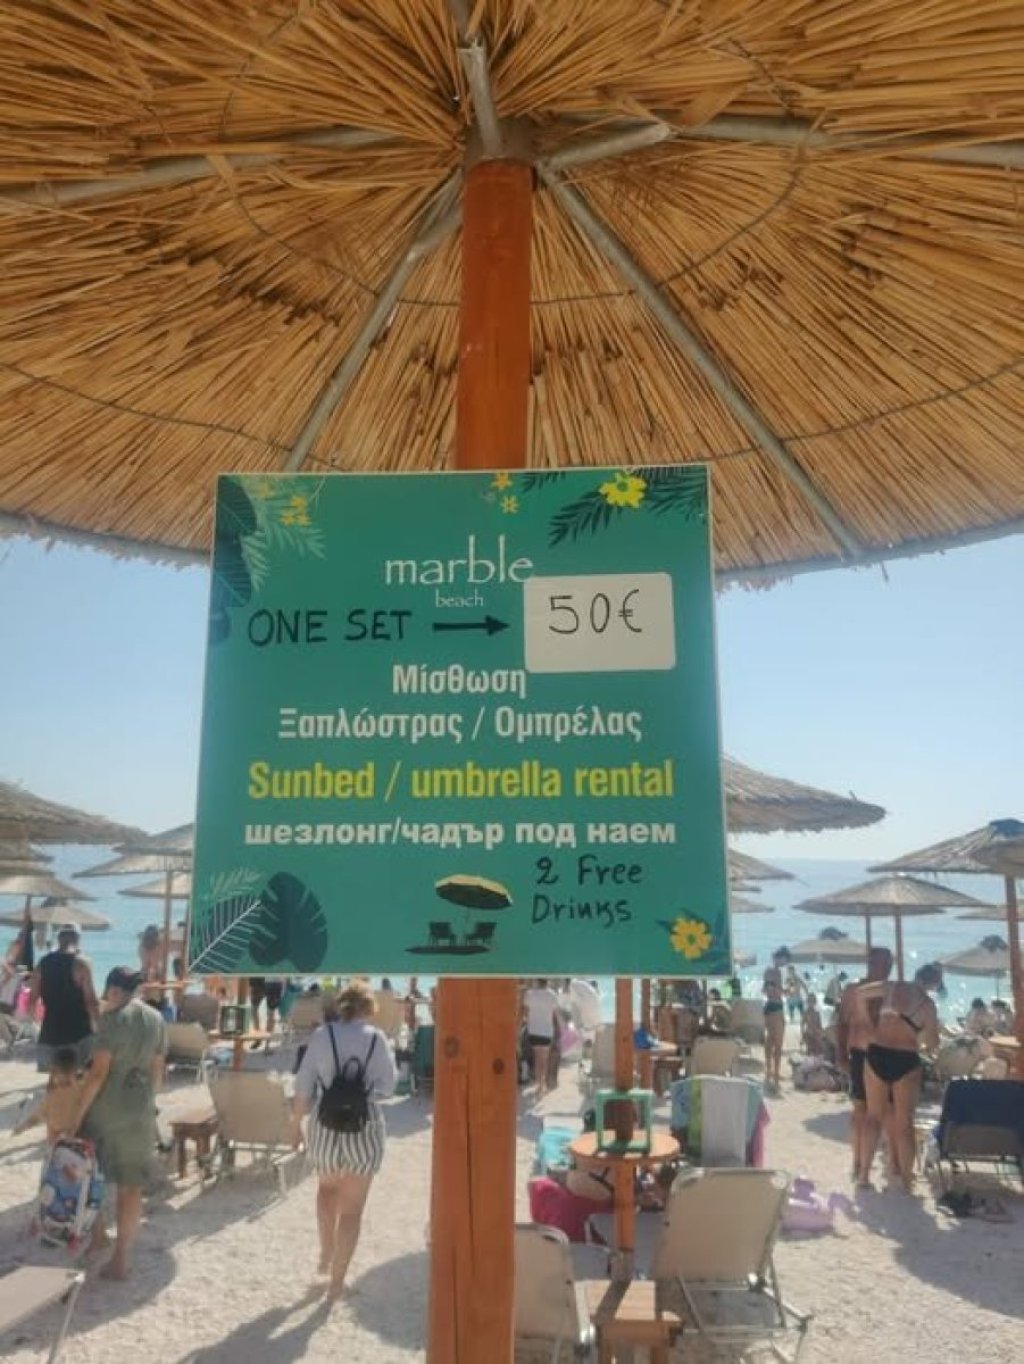 marble
beach
ONE SET → 50€
Μίσθωση
Ξαπλώστρας / Ομπρέλας
Sunbed / umbrella rental
шезлонг/чадър под наем
2 Free
Drinks